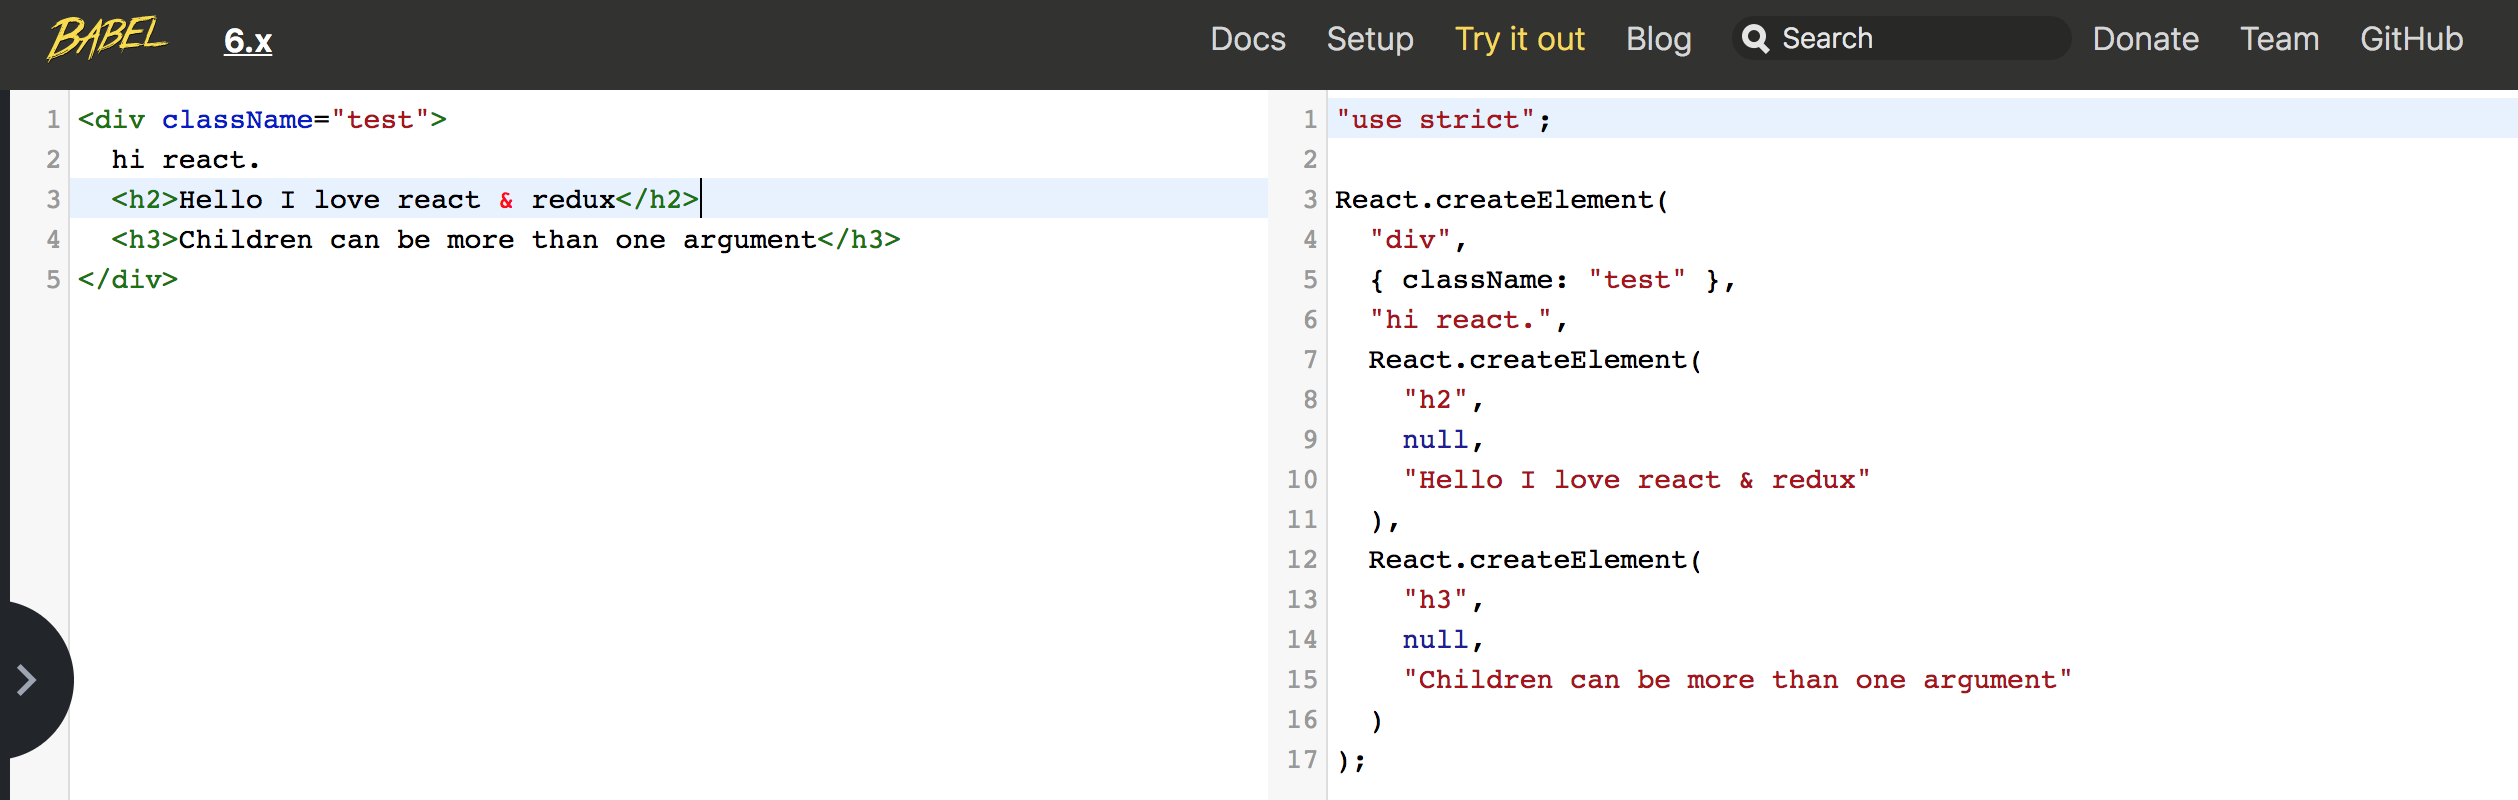 BABEL 6.x Docs Setup Try it out Blog Search Donate Team GitHub
1 <div className="test">
2   hi react.
3   <h2>Hello I love react & redux</h2>
4   <h3>Children can be more than one argument</h3>
5 </div>
1 "use strict";
2
3 React.createElement(
4   "div",
5   { className: "test" },
6   "hi react.",
7   React.createElement(
8     "h2",
9     null,
10     "Hello I love react & redux"
11   ),
12   React.createElement(
13     "h3",
14     null,
15     "Children can be more than one argument"
16   )
17 );